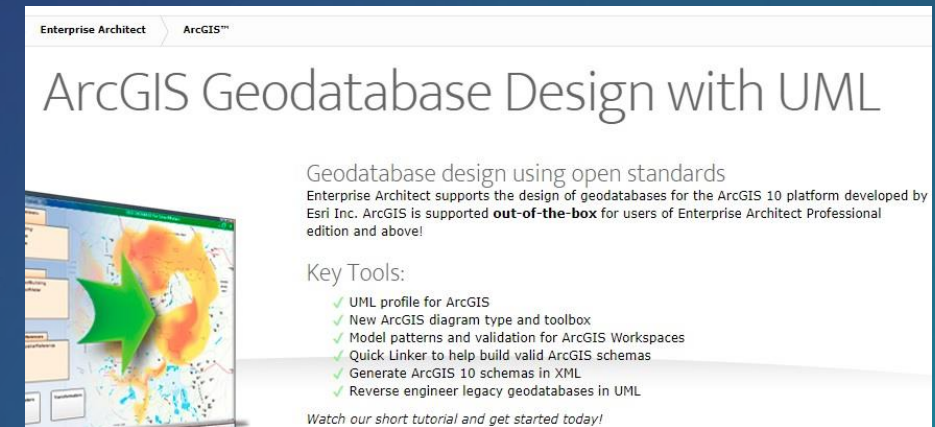 Enterprise Architect
ArcGIS™
ArcGIS Geodatabase Design with UML
Geodatabase design using open standards
Enterprise Architect supports the design of geodatabases for the ArcGIS 10 platform developed by
Esri Inc. ArcGIS is supported out-of-the-box for users of Enterprise Architect Professional
edition and above!
Key Tools:
✓ UML profile for ArcGIS
✓ New ArcGIS diagram type and toolbox
✓ Model patterns and validation for ArcGIS Workspaces
✓ Quick Linker to help build valid ArcGIS schemas
✓ Generate ArcGIS 10 schemas in XML
✓ Reverse engineer legacy geodatabases in UML
Watch our short tutorial and get started today!